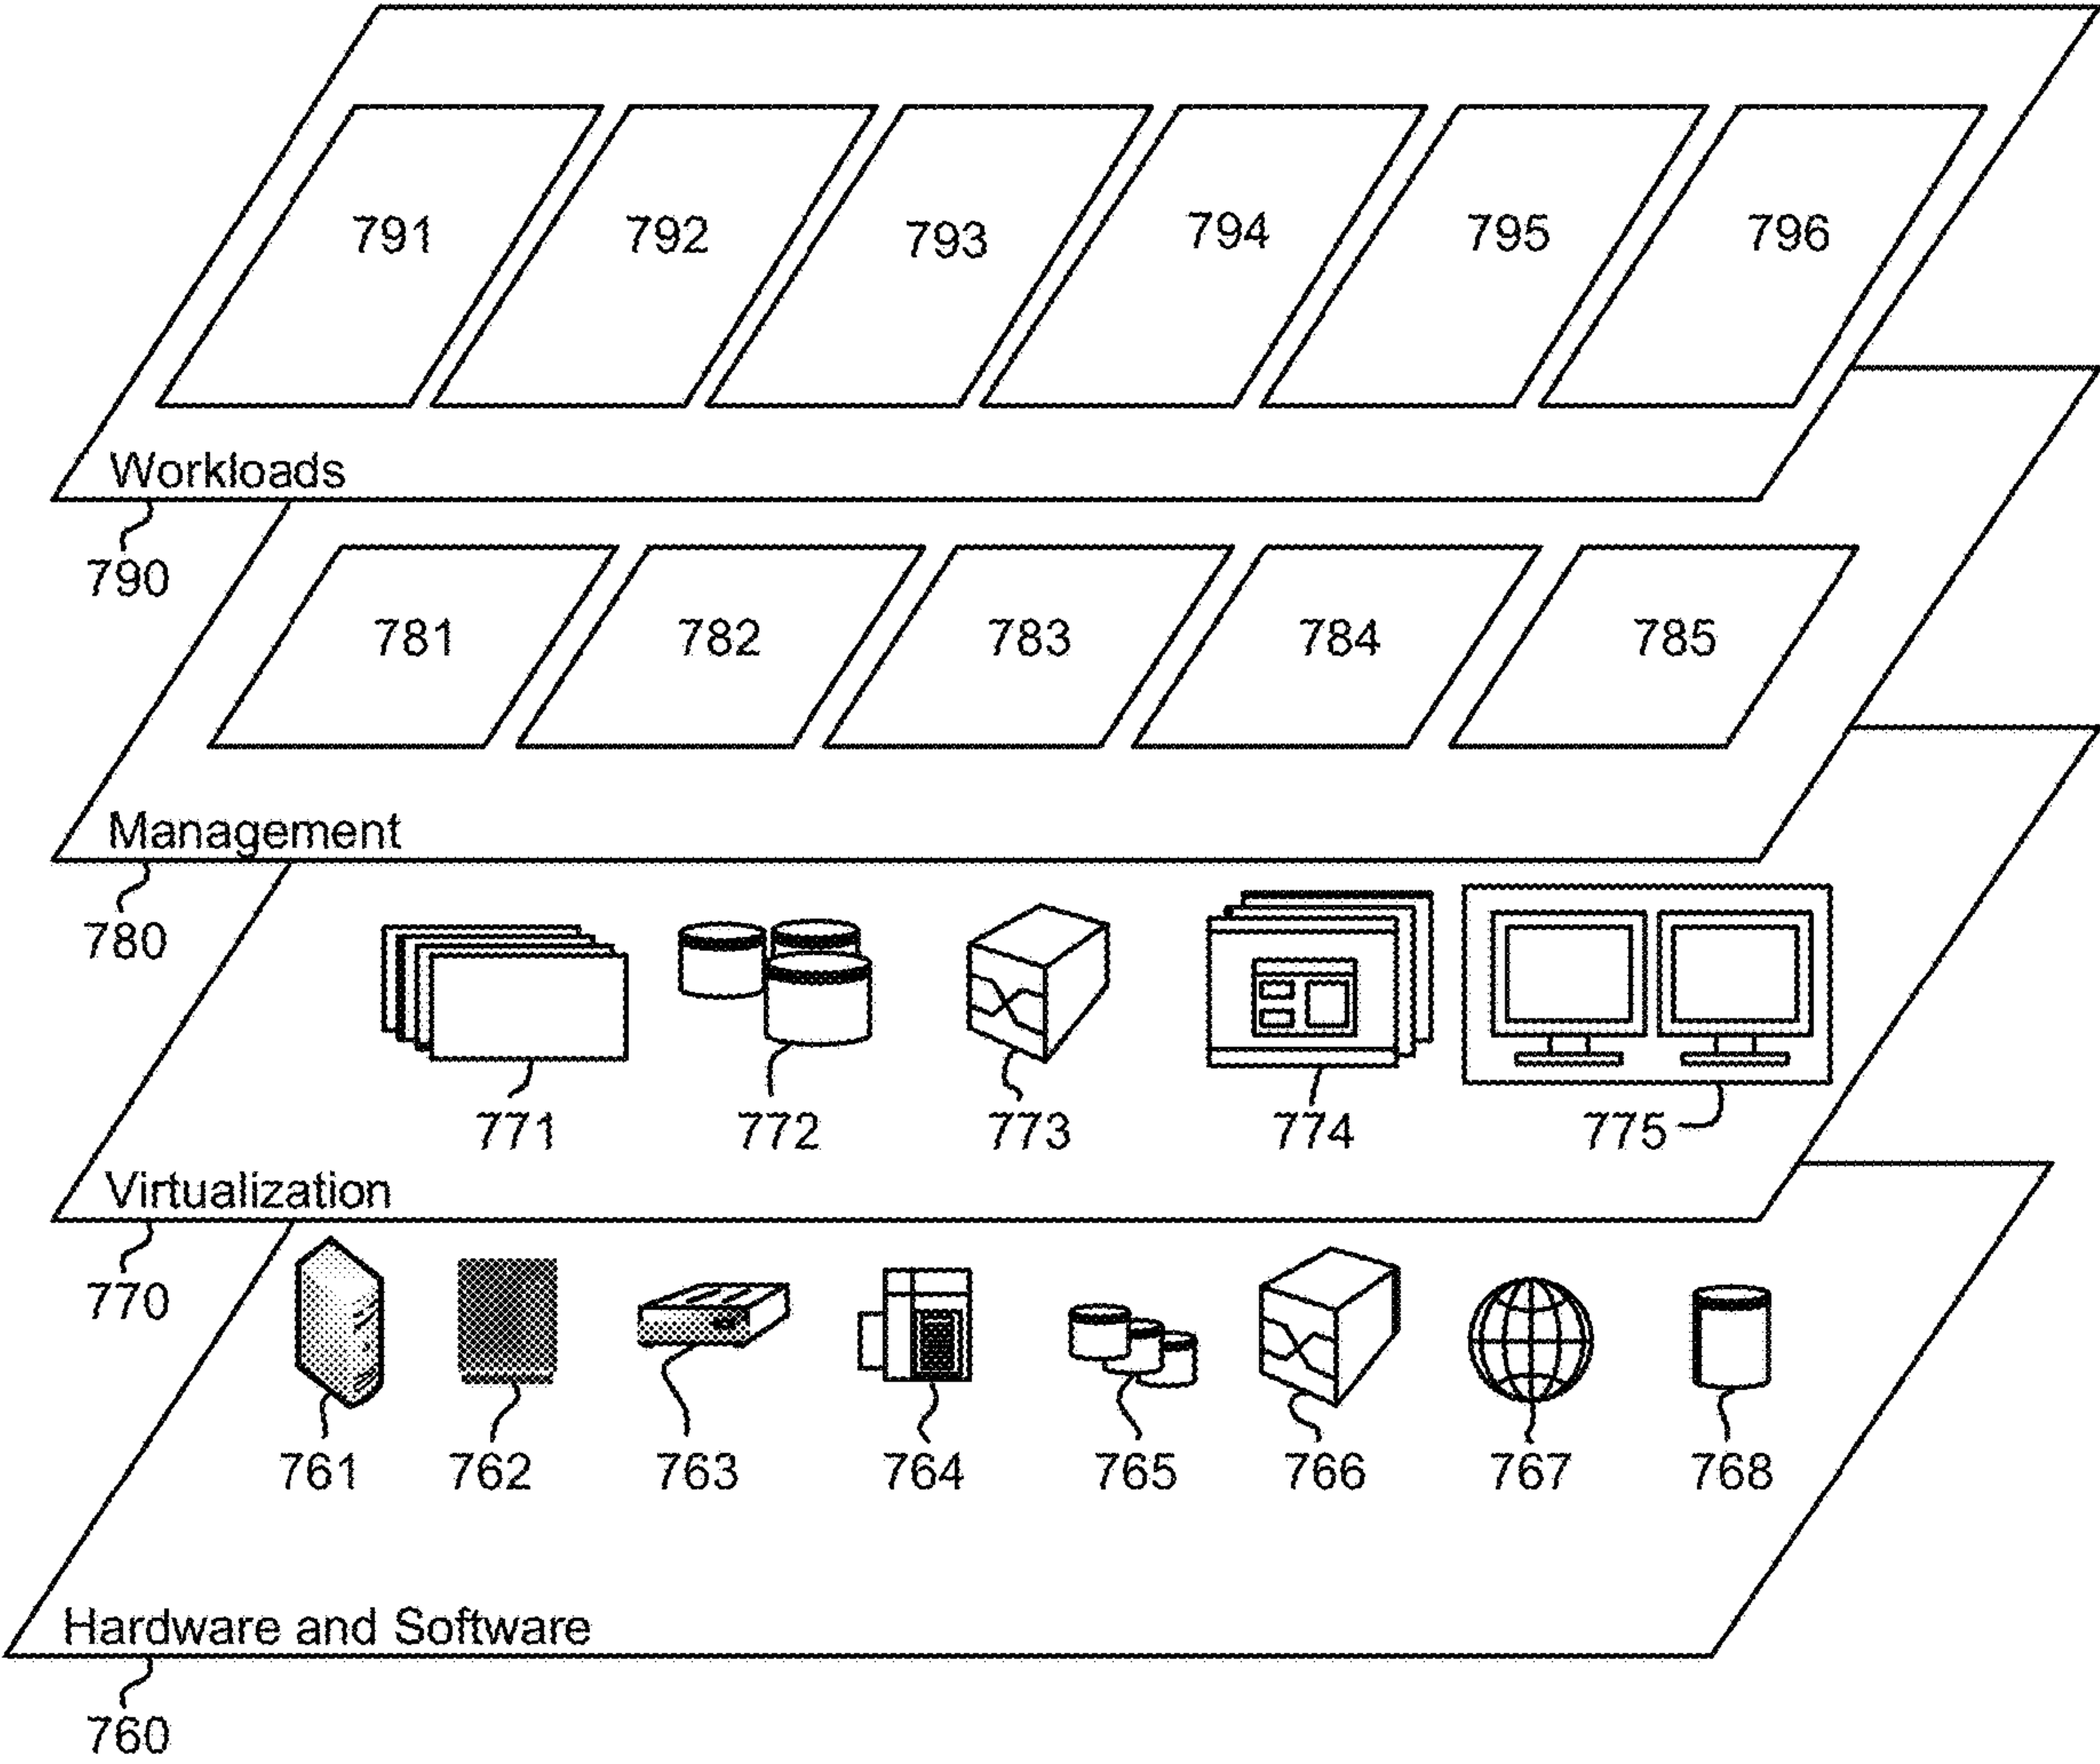 791 792 793 794 795 796
Workloads
790
781 782 783 784 785
Management
780
771 772 773 774 775
Virtualization
770
761 762 763 764 765 766 767 768
Hardware and Software
760